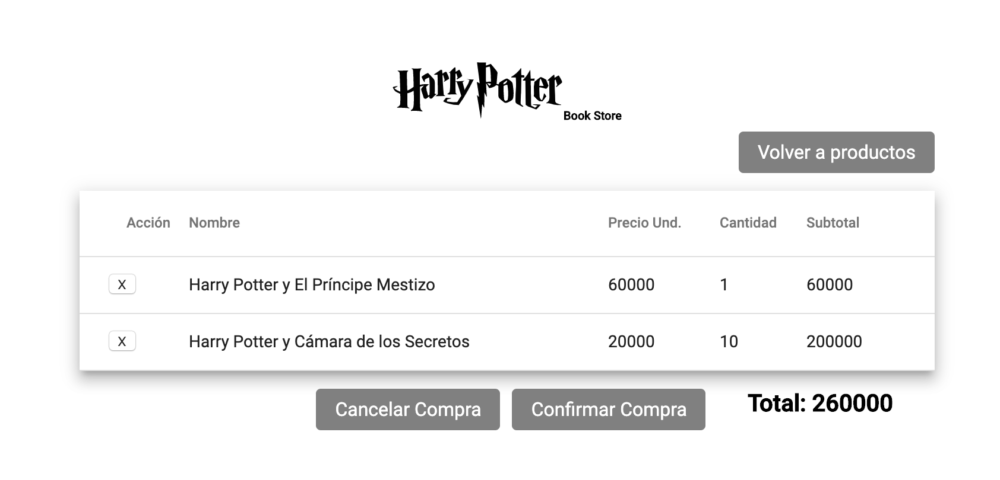 Harry Potter
Book Store
Volver a productos
Acción Nombre Precio Und. Cantidad Subtotal
X Harry Potter y El Príncipe Mestizo 60000 1 60000
X Harry Potter y Cámara de los Secretos 20000 10 200000
Cancelar Compra Confirmar Compra Total: 260000